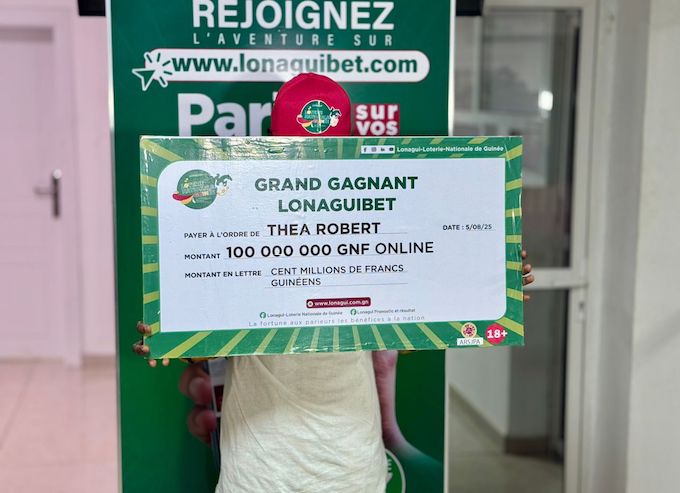 REJOIGNEZ
L'AVENTURE SUR
www.lonaguibet.com
Pari
sur
vos
Lonagui-Loterie-Nationale de Guinée
GRAND GAGNANT
LONAGUIBET
PAYER À L'ORDRE DE THEA ROBERT
DATE : 5/08/25
MONTANT 100 000 000 GNF ONLINE
MONTANT EN LETTRE CENT MILLIONS DE FRANCS
GUINÉENS
www.lonagui.com.gn
Lonagui-Loterie Nationale de Guinée Lonagui Pronostic et résultat
La fortune aux parieurs les bénéfices à la nation
ARSJPA
18+